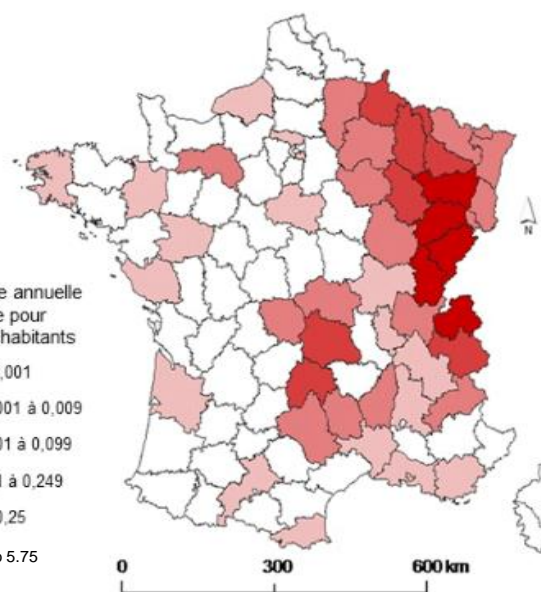 e annuelle
e pour
habitants
,001
001 à 0,009
01 à 0,099
1 à 0,249
0,25
o 5.75
N
0 300 600 km